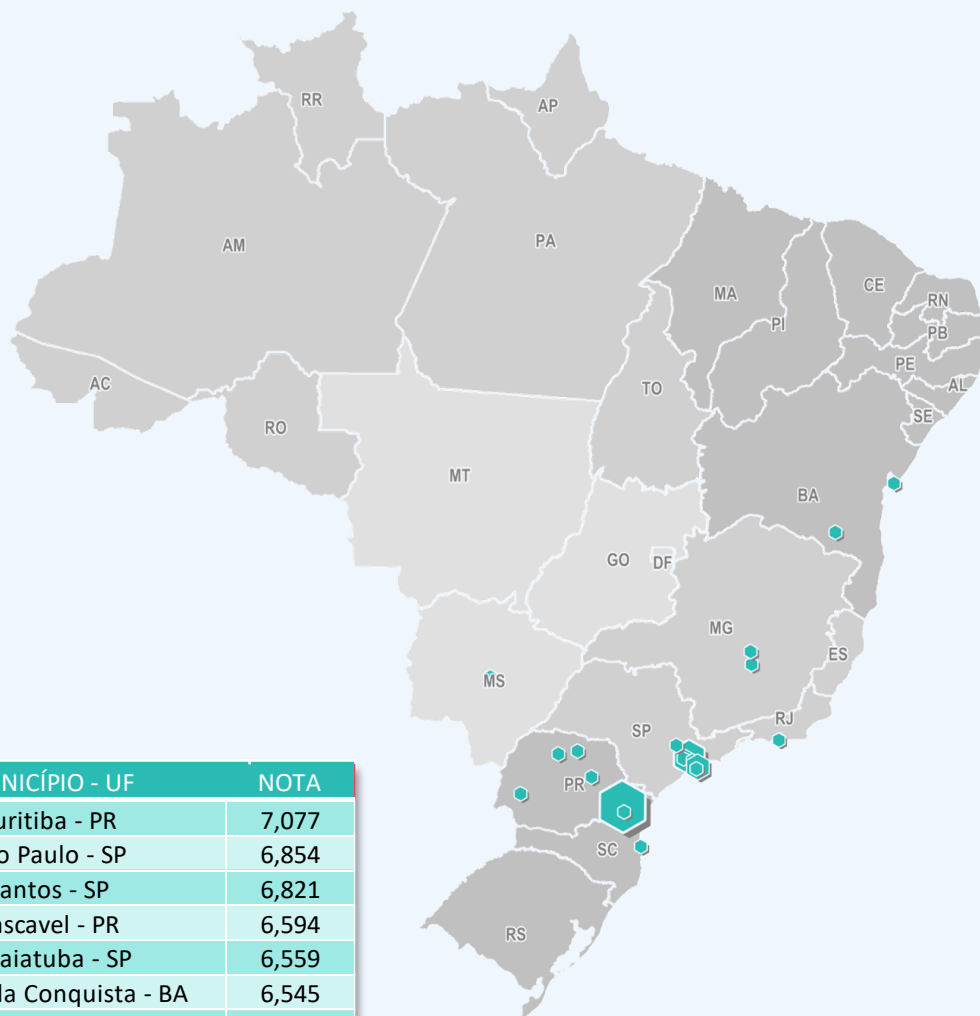 RR
AP
AM
PA
MA
CE
RN
PB
PI
PE
AL
SE
AC
TO
RO
MT
BA
GO
DF
MG
ES
MS
SP
RJ
PR
SC
RS
NICÍPIO - UF NOTA
uritiba - PR 7,077
o Paulo - SP 6,854
antos - SP 6,821
ascavel - PR 6,594
aiatuba - SP 6,559
da Conquista - BA 6,545